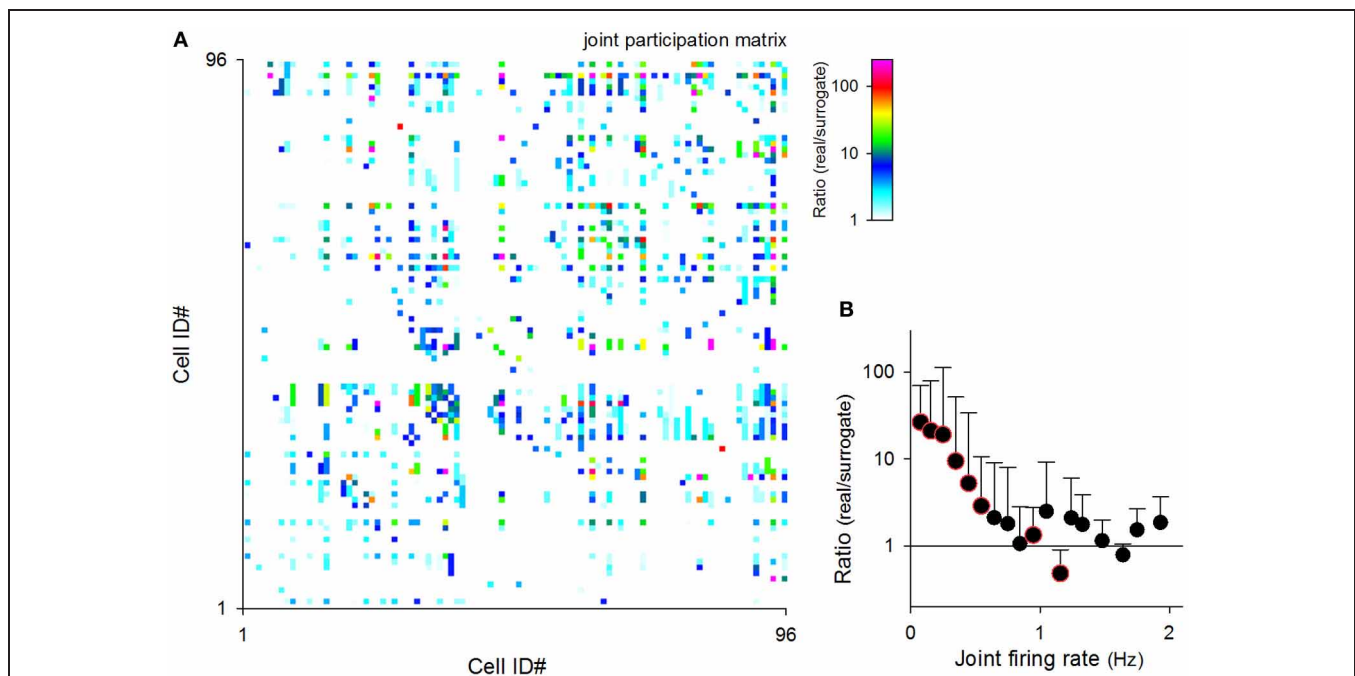 A
joint participation matrix
96
Cell ID#
1
1
96
Cell ID#
Ratio (real/surrogate)
100
10
1
B
Ratio (real/surrogate)
100
10
1
0
1
2
Joint firing rate (Hz)